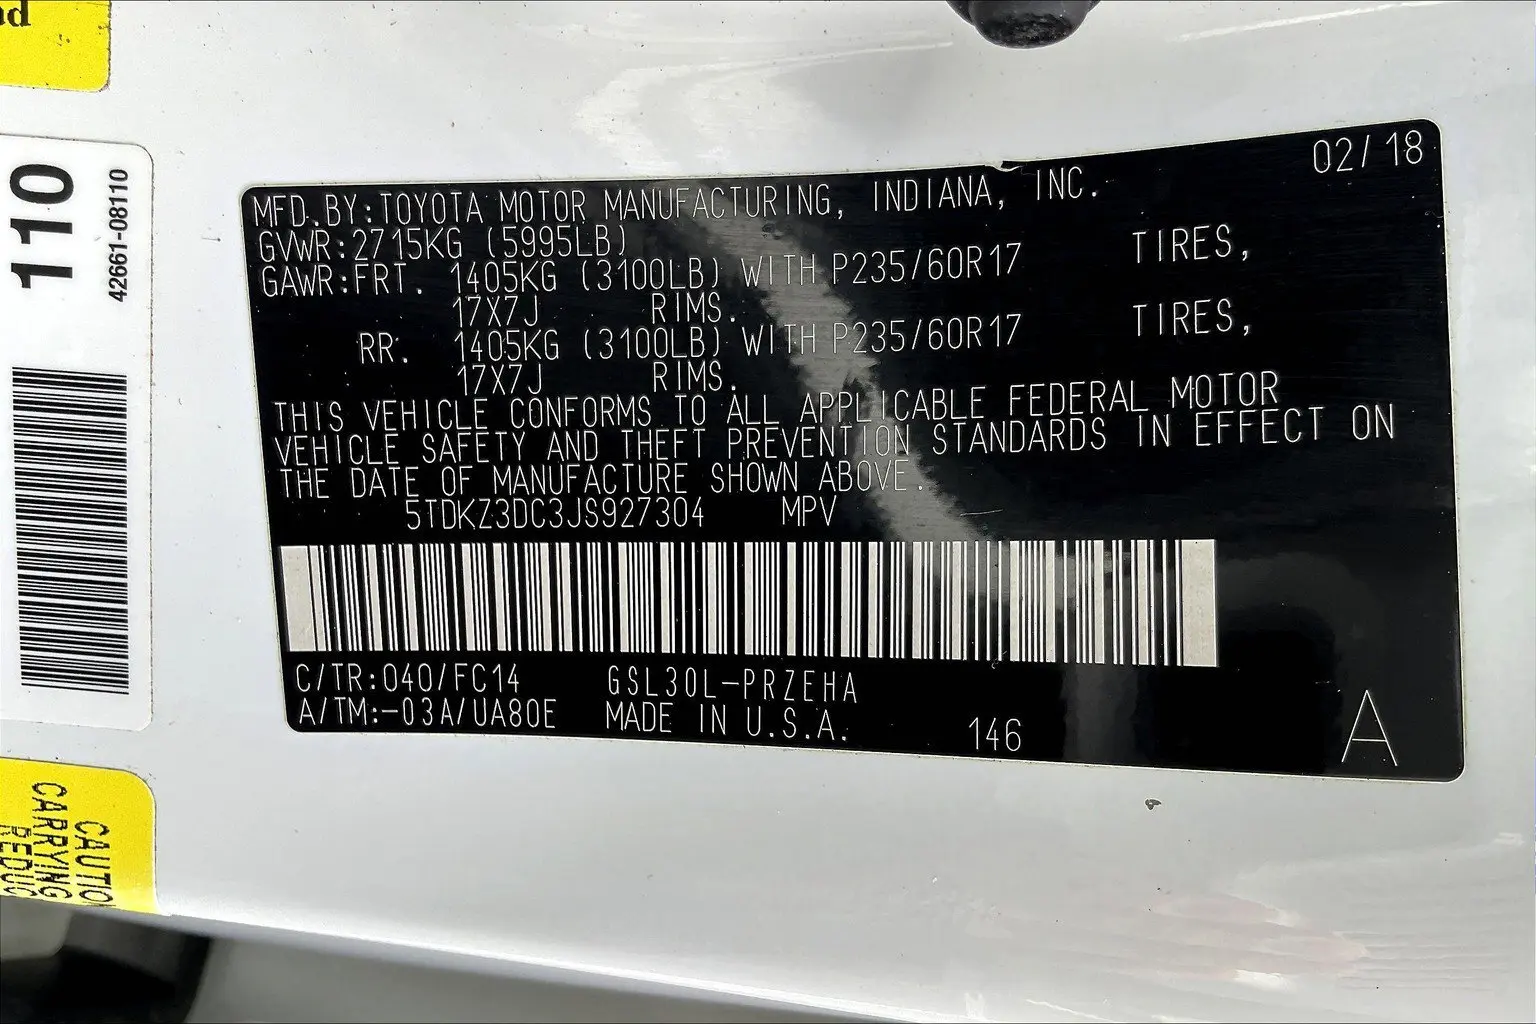 ad
110
42661-08110
02/18
MFD.BY:TOYOTA MOTOR MANUFACTURING, INDIANA, INC.
GVWR:2715KG (5995LB)
GAWR:FRT. 1405KG (3100LB) WITH P235/60R17 TIRES,
17X7J RIMS.
RR. 1405KG (3100LB) WITH P235/60R17 TIRES,
17X7J RIMS.
THIS VEHICLE CONFORMS TO ALL APPLICABLE FEDERAL MOTOR
VEHICLE SAFETY AND THEFT PREVENTION STANDARDS IN EFFECT ON
THE DATE OF MANUFACTURE SHOWN ABOVE.
5TDKZ3DC3JS927304 MPV
C/TR:040/FC14 GSL30L-PRZEHA
A/TM:-03A/UA80E MADE IN U.S.A. 146 A
CAUTIO
CARRYING
REDUC